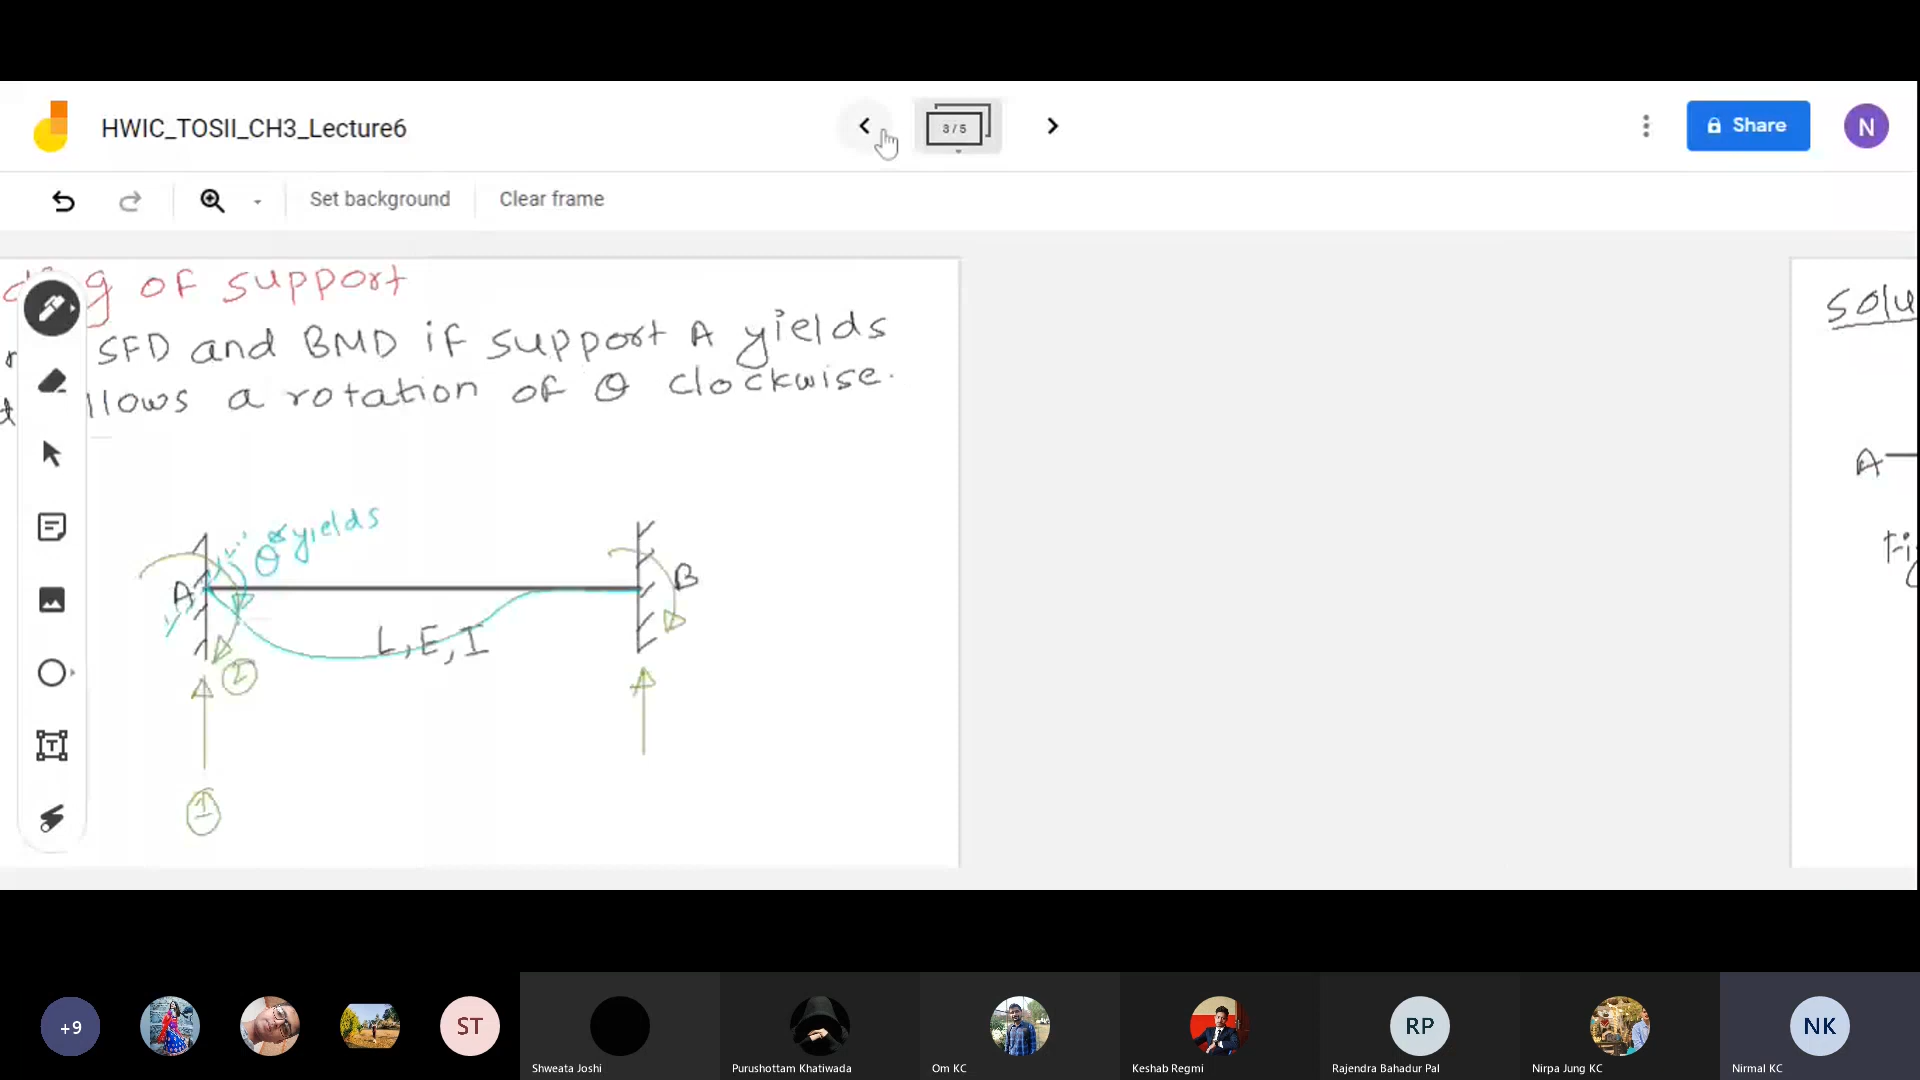 HWIC_TOSII_CH3_Lecture6
3/5
Share
N
Set background
Clear frame
g of support
SFD and BMD if support A yields
llows a rotation of θ clockwise.
Solu
A
Fig
θ yields
A
B
L, E, I
2
1
+9
ST
RP
NK
Shweata Joshi
Purushottam Khatiwada
Om KC
Keshab Regmi
Rajendra Bahadur Pal
Nirpa Jung KC
Nirmal KC